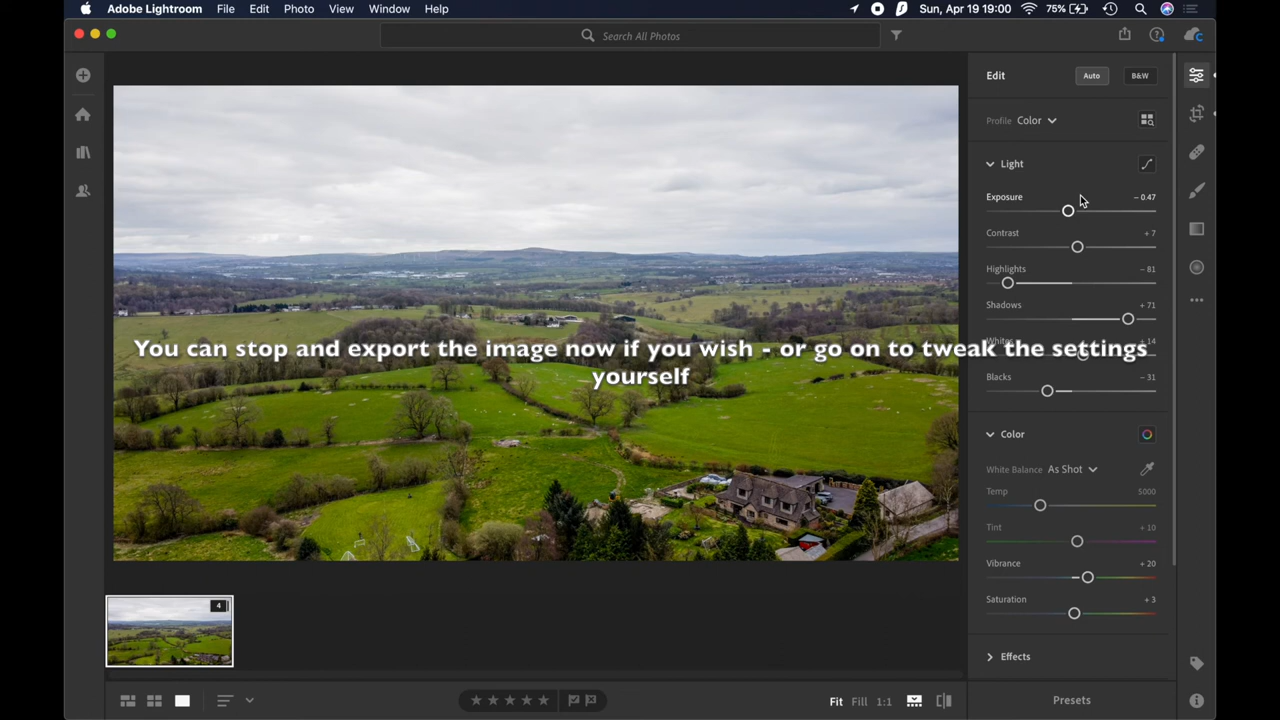 Adobe Lightroom File Edit Photo View Window Help Sun, Apr 19 19:00 75%
Search All Photos
Edit Auto B&W
Profile Color
Light
Exposure - 0.47
Contrast + 7
Highlights - 81
Shadows + 71
Whites + 14
You can stop and export the image now if you wish - or go on to tweak the settings
yourself
Blacks - 31
Color
White Balance As Shot
Temp 5000
Tint + 10
Vibrance + 20
Saturation + 3
4
Effects
Fit Fill 1:1 Presets